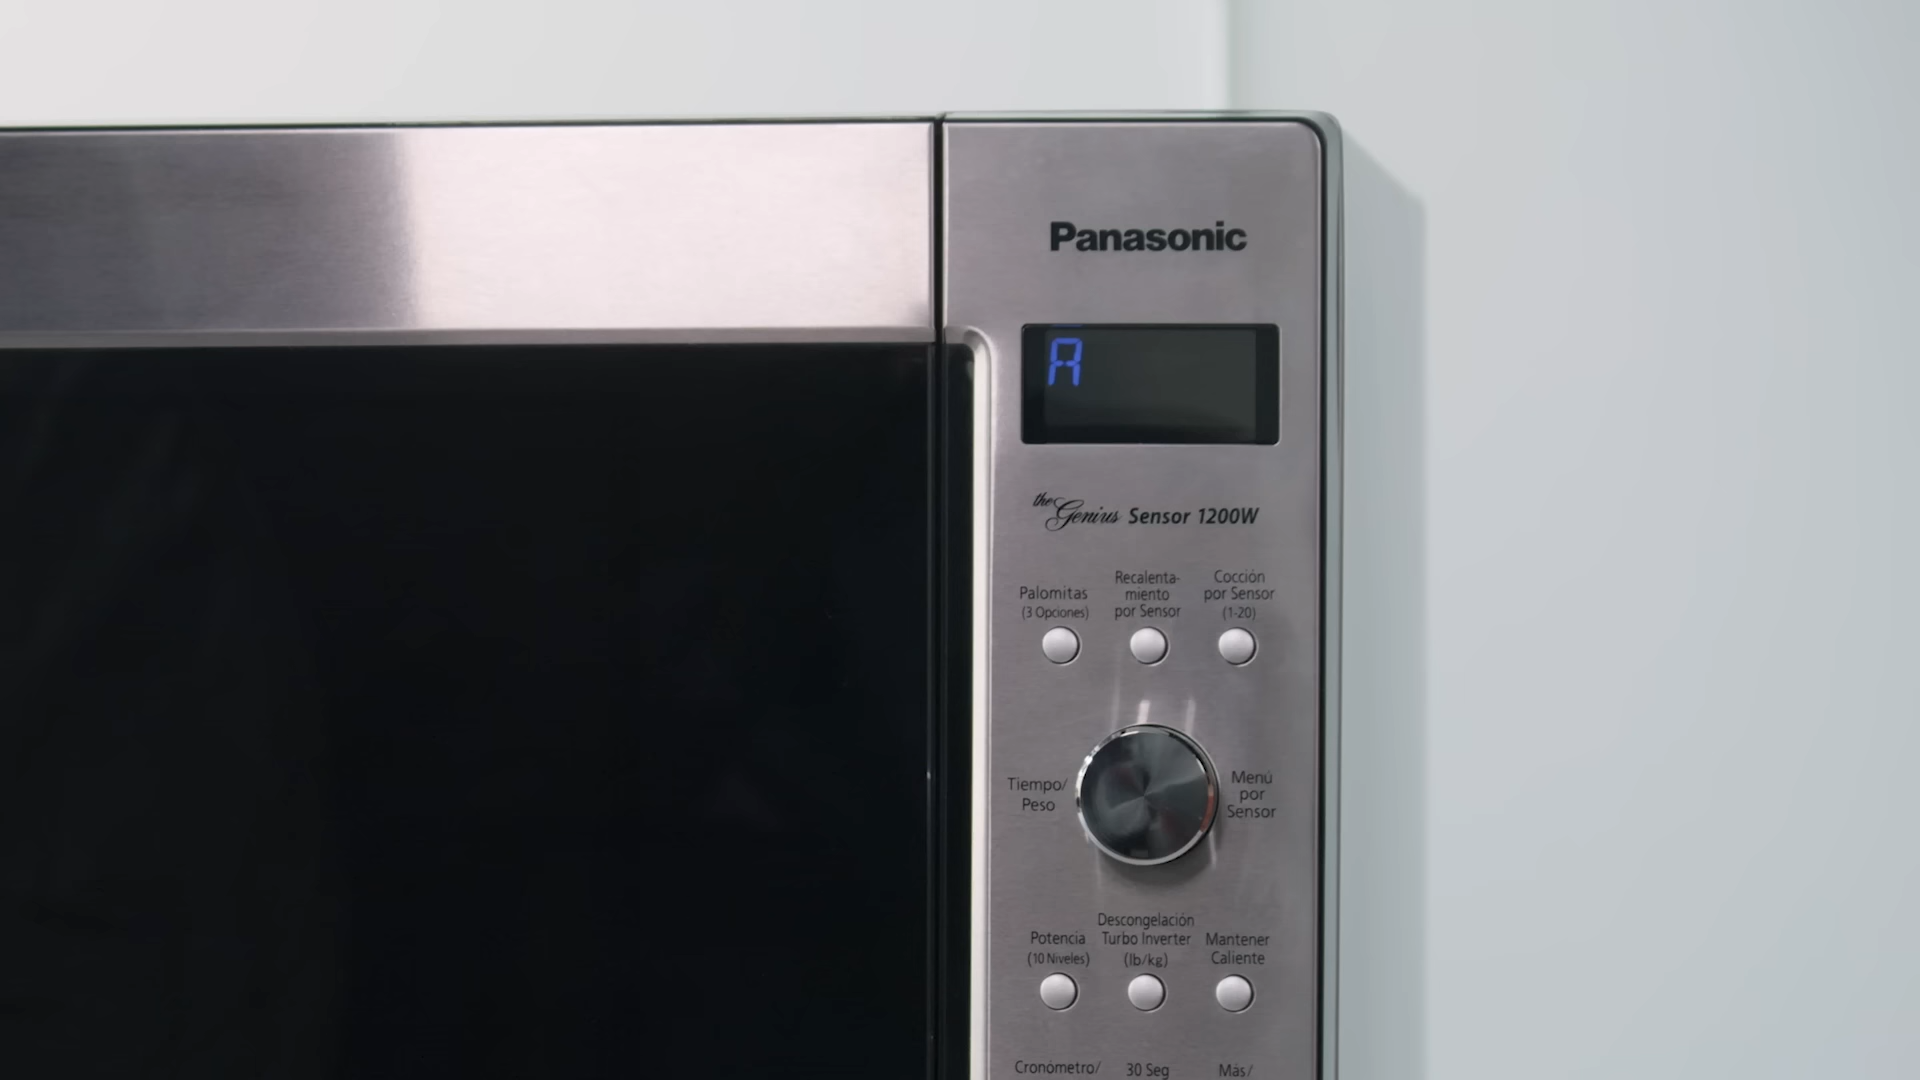 Panasonic
A
the Genius Sensor 1200W
Palomitas
(3 Opciones)
Recalenta-
miento
por Sensor
Cocción
por Sensor
(1-20)
Tiempo/
Peso
Menú
por
Sensor
Potencia
(10 Niveles)
Descongelación
Turbo Inverter
(lb/kg)
Mantener
Caliente
Cronómetro/
30 Seg
Más/